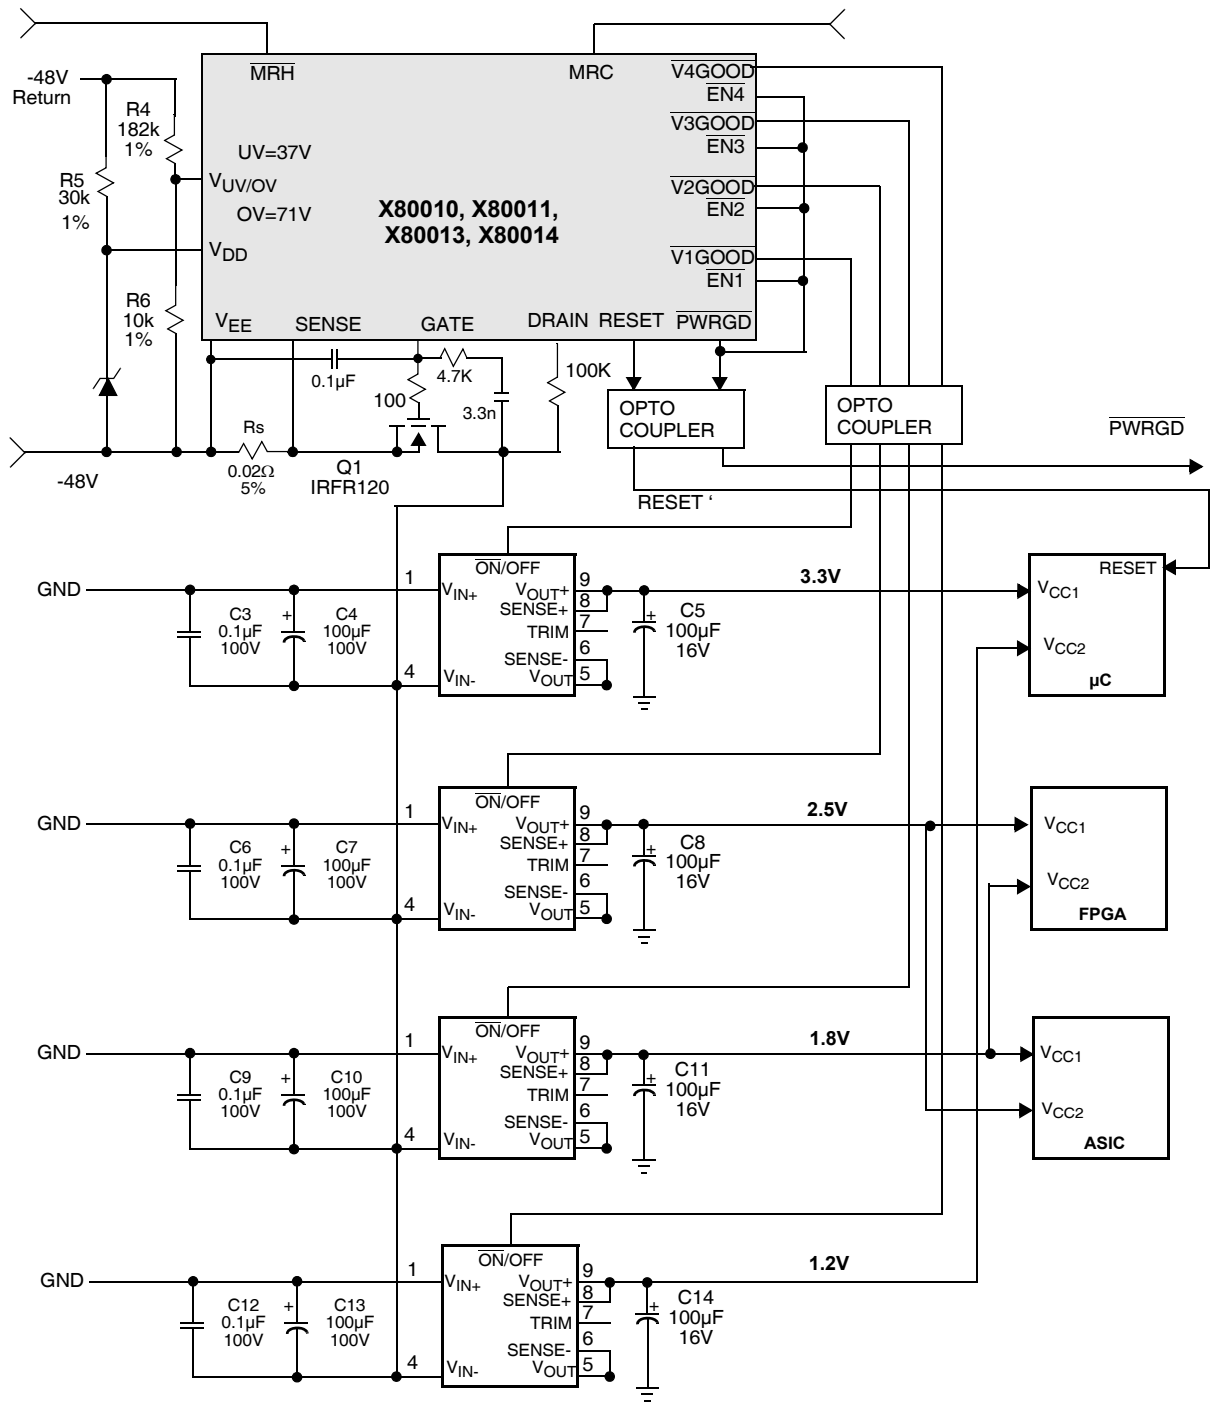 MRH
MRC
V4GOOD
EN4
V3GOOD
EN3
V2GOOD
EN2
V1GOOD
EN1
-48V
Return
R4
182k
1%
UV=37V
VUV/OV
OV=71V
R5
30k
1%
VDD
X80010, X80011,
X80013, X80014
R6
10k
1%
VEE
SENSE
GATE
DRAIN
RESET
PWRGD
0.1µF
4.7K
100
3.3n
100K
OPTO
COUPLER
OPTO
COUPLER
PWRGD
Rs
0.02Ω
5%
-48V
Q1
IRFR120
RESET ‘
GND
C3
0.1µF
100V
+
C4
100µF
100V
1
4
ON/OFF
VIN+
VIN-
VOUT+
SENSE+
TRIM
SENSE-
VOUT
9
8
7
6
5
+
C5
100µF
16V
3.3V
RESET
VCC1
VCC2
µC
GND
C6
0.1µF
100V
+
C7
100µF
100V
1
4
ON/OFF
VIN+
VIN-
VOUT+
SENSE+
TRIM
SENSE-
VOUT
9
8
7
6
5
+
C8
100µF
16V
2.5V
VCC1
VCC2
FPGA
GND
C9
0.1µF
100V
+
C10
100µF
100V
1
4
ON/OFF
VIN+
VIN-
VOUT+
SENSE+
TRIM
SENSE-
VOUT
9
8
7
6
5
+
C11
100µF
16V
1.8V
VCC1
VCC2
ASIC
GND
C12
0.1µF
100V
+
C13
100µF
100V
1
4
ON/OFF
VIN+
VIN-
VOUT+
SENSE+
TRIM
SENSE-
VOUT
9
8
7
6
5
+
C14
100µF
16V
1.2V